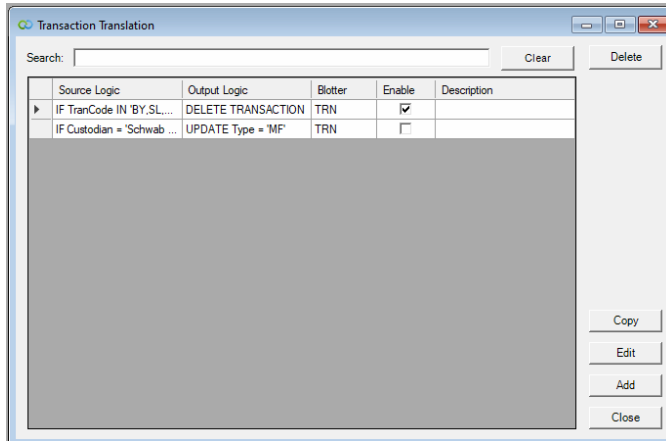 Transaction Translation
Search:
Clear
Delete
Source Logic Output Logic Blotter Enable Description
IF TranCode IN 'BY,SL,... DELETE TRANSACTION TRN
IF Custodian = 'Schwab ... UPDATE Type = 'MF' TRN
Copy
Edit
Add
Close